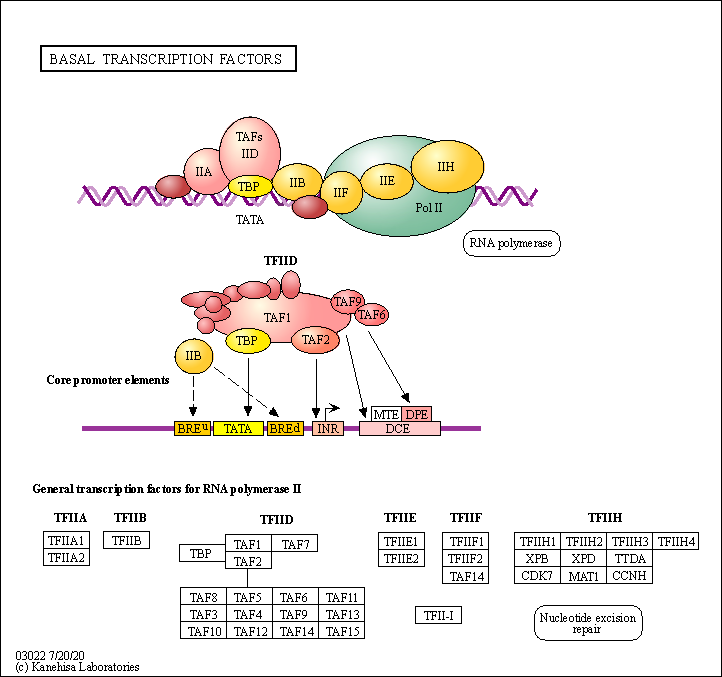 BASAL TRANSCRIPTION FACTORS
TAFs
IID
IIA
TBP
IIB
IIF
IIE
IIH
Pol II
TATA
RNA polymerase
TFIID
TAF9
TAF6
TAF1
TBP
TAF2
IIB
Core promoter elements
MTE DPE
BREu TATA BREd INR DCE
General transcription factors for RNA polymerase II
TFIIA TFIIB TFIID TFIIE TFIIF TFIIH
TFIIA1 TFIIB TBP TAF1 TAF7 TFIIE1 TFIIF1 TFIIH1 TFIIH2 TFIIH3 TFIIH4
TFIIA2 TAF2 TFIIE2 TFIIF2 XPB XPD TTDA
TAF14 CDK7 MAT1 CCNH
TAF8 TAF5 TAF6 TAF11
TAF3 TAF4 TAF9 TAF13
TAF10 TAF12 TAF14 TAF15
TFII-I
Nucleotide excision
repair
03022 7/20/20
(c) Kanehisa Laboratories